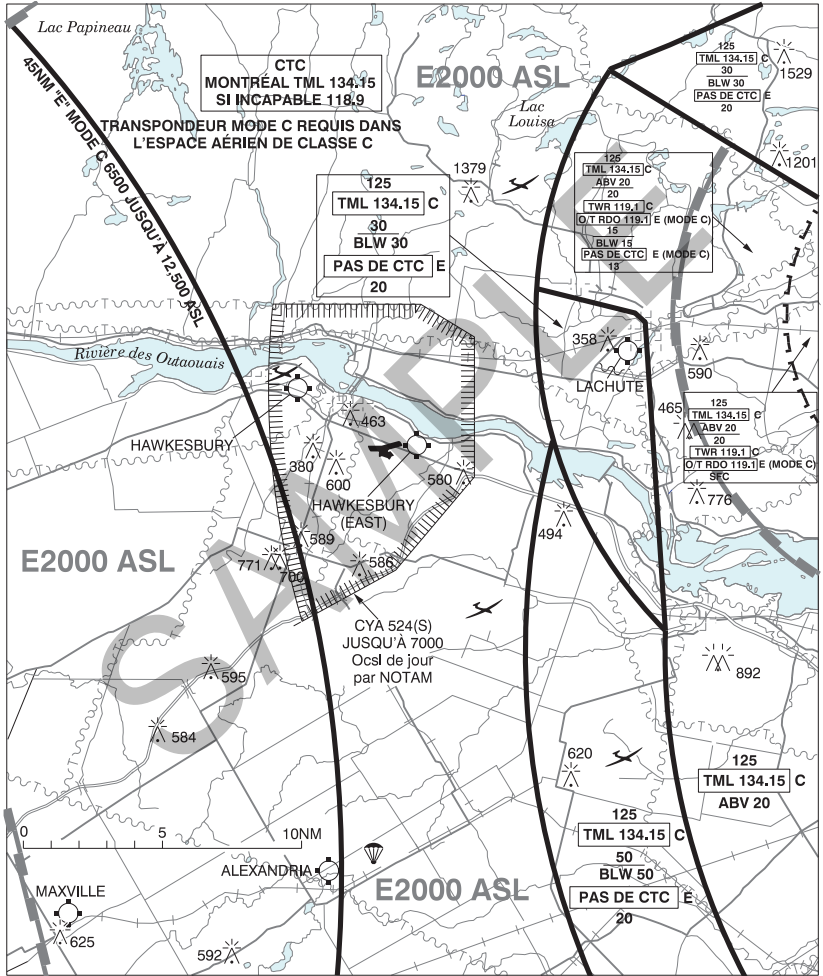 Lac Papineau
45NM "E" MODE C 6500 JUSQU'À 12,500 ASL
CTC
MONTRÉAL TML 134.15
SI INCAPABLE 118.9
TRANSPONDEUR MODE C REQUIS DANS
L'ESPACE AÉRIEN DE CLASSE C
E2000 ASL
Lac
Louisa
125
TML 134.15 C
30
BLW 30
PAS DE CTC E
20
1529
1201
1379
125
TML 134.15 C
30
BLW 30
PAS DE CTC E
20
125
TML 134.15 C
ABV 20
20
TWR 119.1 C
O/T RDO 119.1 E (MODE C)
15
BLW 15
PAS DE CTC E (MODE C)
13
Rivière des Outaouais
358
LACHUTE
590
465
125
TML 134.15 C
ABV 20
20
TWR 119.1 C
O/T RDO 119.1 E (MODE C)
SFC
776
HAWKESBURY
463
380
600
580
HAWKESBURY
(EAST)
494
589
771
700
586
E2000 ASL
CYA 524(S)
JUSQU'À 7000
Ocsl de jour
par NOTAM
595
584
892
620
125
TML 134.15 C
ABV 20
125
TML 134.15 C
50
BLW 50
PAS DE CTC E
20
0 5 10NM
ALEXANDRIA
E2000 ASL
MAXVILLE
625
592
SAMPLE